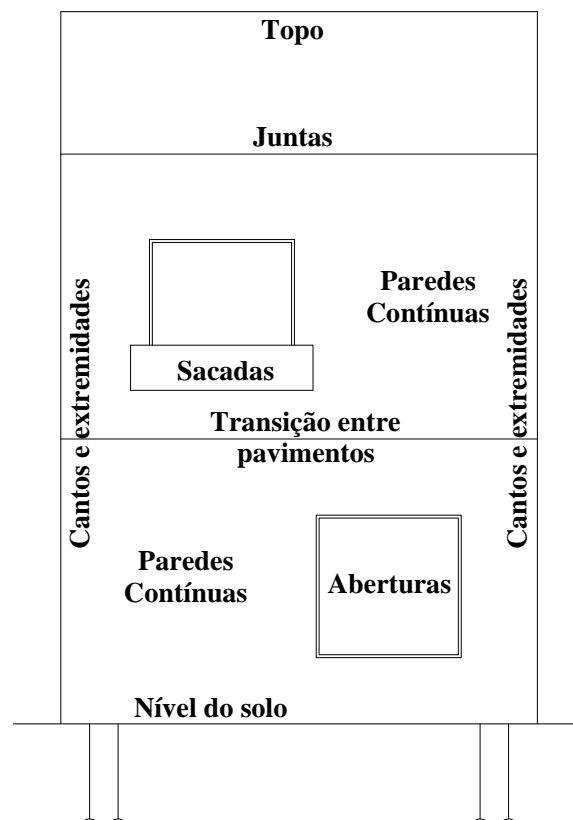 Topo
Juntas
Paredes
Contínuas
Cantos e extremidades
Cantos e extremidades
Sacadas
Transição entre
pavimentos
Paredes
Contínuas
Aberturas
Nível do solo